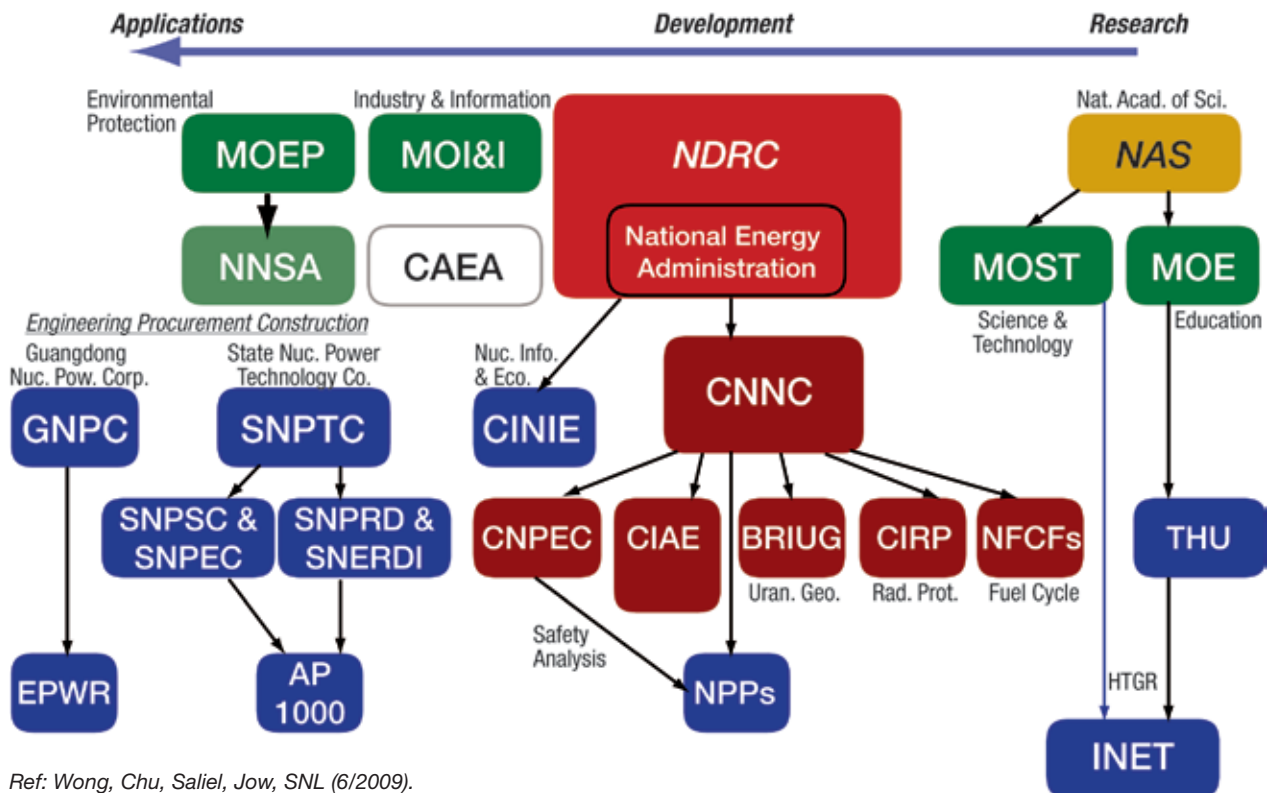 Applications
Development
Research
Environmental
Protection
Industry & Information
Nat. Acad. of Sci.
MOEP
MOI&I
NDRC
NAS
NNSA
CAEA
National Energy
Administration
MOST
MOE
Engineering Procurement Construction
Science &
Technology
Education
Guangdong
Nuc. Pow. Corp.
State Nuc. Power
Technology Co.
Nuc. Info.
& Eco.
GNPC
SNPTC
CINIE
CNNC
SNPSC &
SNPEC
SNPRD &
SNERDI
CNPEC
CIAE
BRIUG
CIRP
NFCFs
THU
Uran. Geo.
Rad. Prot.
Fuel Cycle
Safety
Analysis
EPWR
AP
1000
NPPs
HTGR
INET
Ref: Wong, Chu, Saliel, Jow, SNL (6/2009).